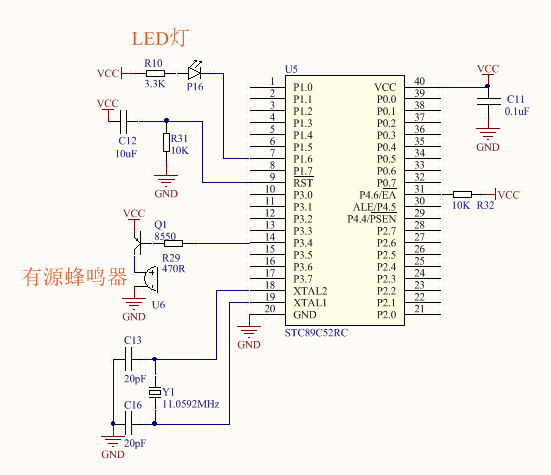 LED灯
VCC
R10
3.3K
P16
VCC
C12
10uF
R31
10K
GND
U5
1 P1.0 VCC 40
2 P1.1 P0.0 39
3 P1.2 P0.1 38
4 P1.3 P0.2 37
5 P1.4 P0.3 36
6 P1.5 P0.4 35
7 P1.6 P0.5 34
8 P1.7 P0.6 33
9 RST P0.7 32
10 P3.0 P4.6/EA 31
11 P3.1 ALE/P4.5 30
12 P3.2 P4.4/PSEN 29
13 P3.3 P2.7 28
14 P3.4 P2.6 27
15 P3.5 P2.5 26
16 P3.6 P2.4 25
17 P3.7 P2.3 24
18 XTAL2 P2.2 23
19 XTAL1 P2.1 22
20 GND P2.0 21
STC89C52RC
VCC
C11
0.1uF
GND
10K R32
VCC
VCC
Q1
8550
R29
470R
有源蜂鸣器
U6
GND
GND
C13
20pF
Y1
11.0592MHz
C16
20pF
GND